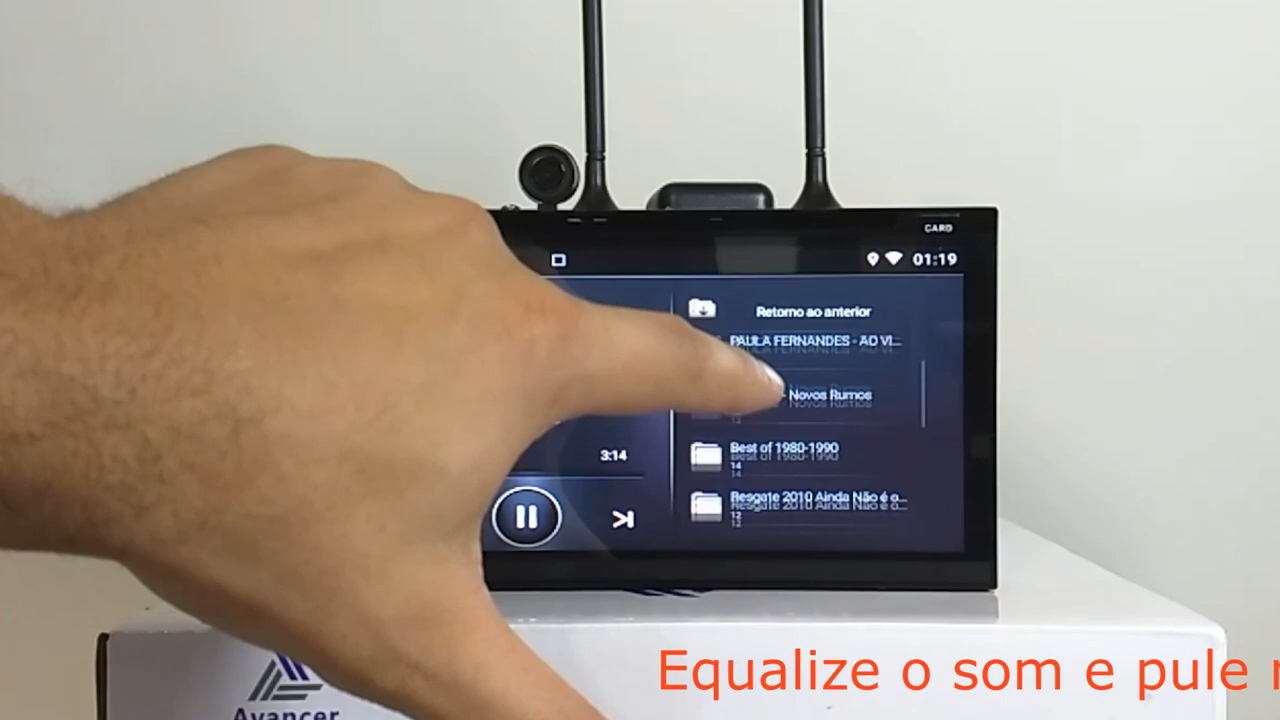 CARD
01:19
Retorno ao anterior
PAULA FERNANDES - AO VI...
- Novos Rumos
12
Best of 1980-1990
14
Resgate 2010 Ainda Não é o...
12
3:14
Equalize o som e pule
Avancer